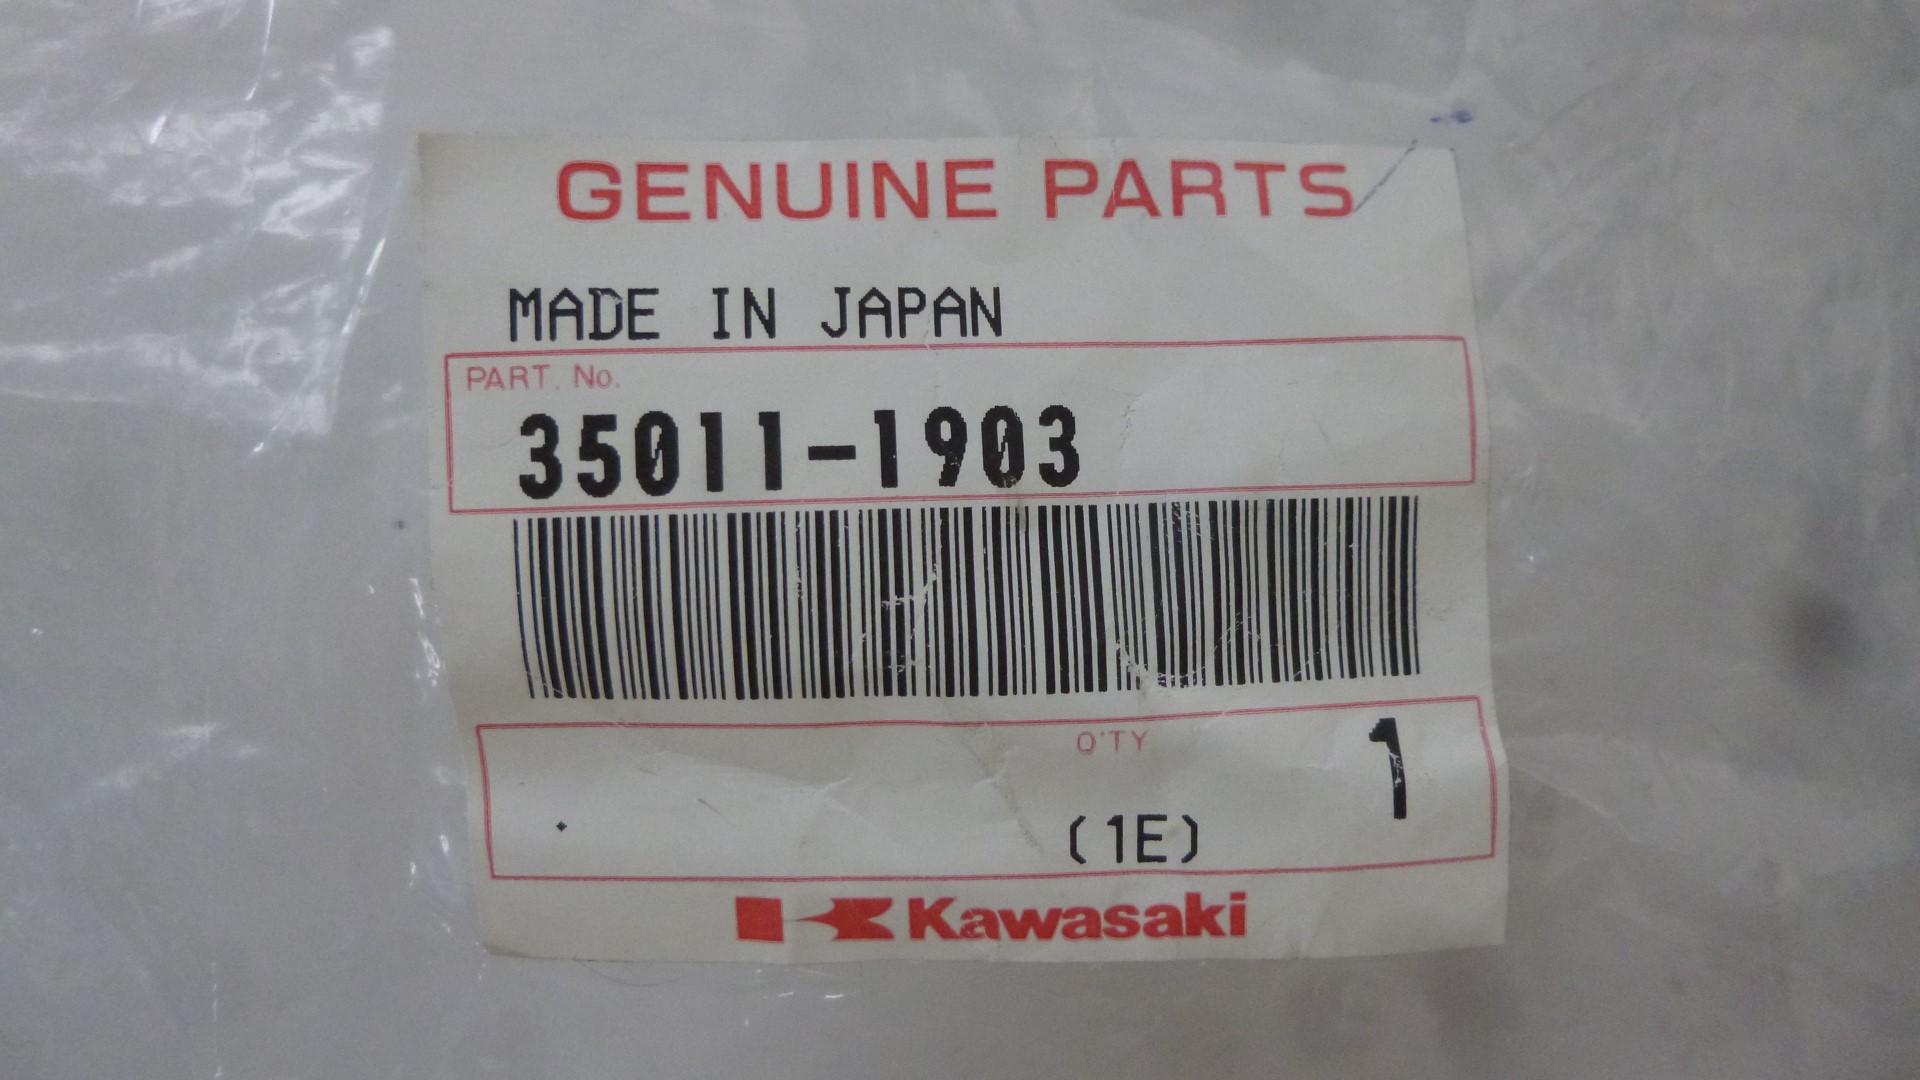 GENUINE PARTS
MADE IN JAPAN
PART. No.
35011-1903
Q'TY
1
(1E)
Kawasaki